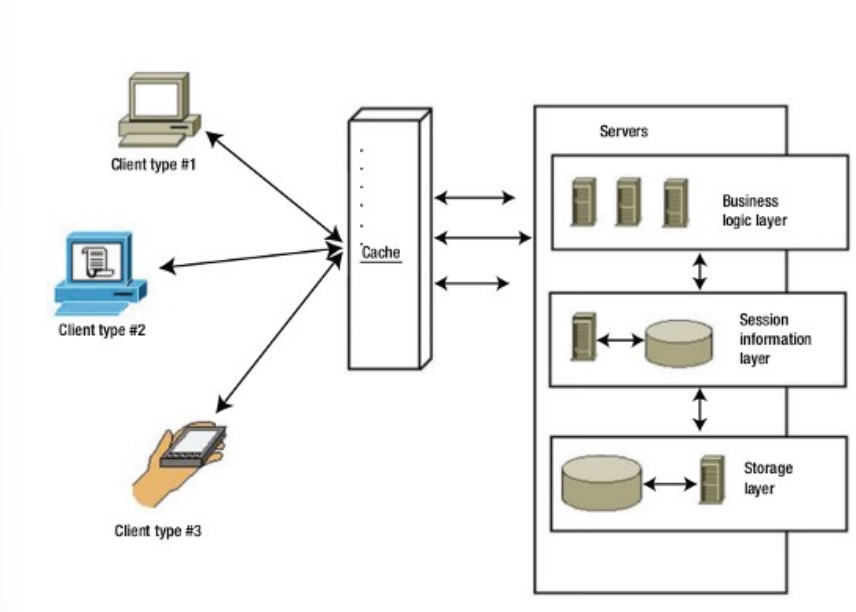 Client type #1
Client type #2
Client type #3
Cache
Servers
Business
logic layer
Session
information
layer
Storage
layer